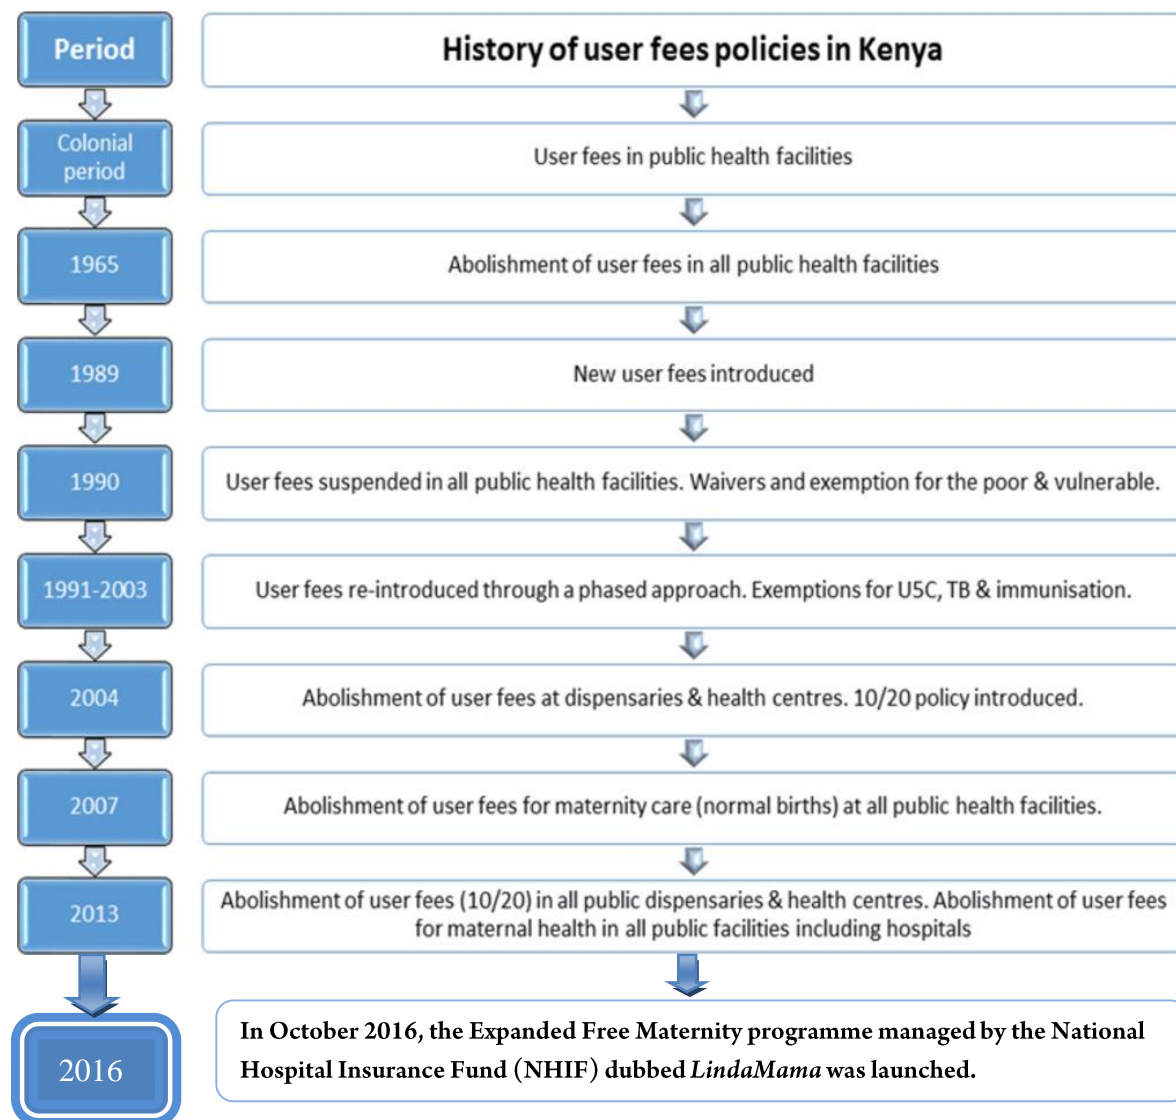 Period
History of user fees policies in Kenya
Colonial
period
User fees in public health facilities
1965
Abolishment of user fees in all public health facilities
1989
New user fees introduced
1990
User fees suspended in all public health facilities. Waivers and exemption for the poor & vulnerable.
1991-2003
User fees re-introduced through a phased approach. Exemptions for U5C, TB & immunisation.
2004
Abolishment of user fees at dispensaries & health centres. 10/20 policy introduced.
2007
Abolishment of user fees for maternity care (normal births) at all public health facilities.
2013
Abolishment of user fees (10/20) in all public dispensaries & health centres. Abolishment of user fees
for maternal health in all public facilities including hospitals
2016
In October 2016, the Expanded Free Maternity programme managed by the National
Hospital Insurance Fund (NHIF) dubbed LindaMama was launched.